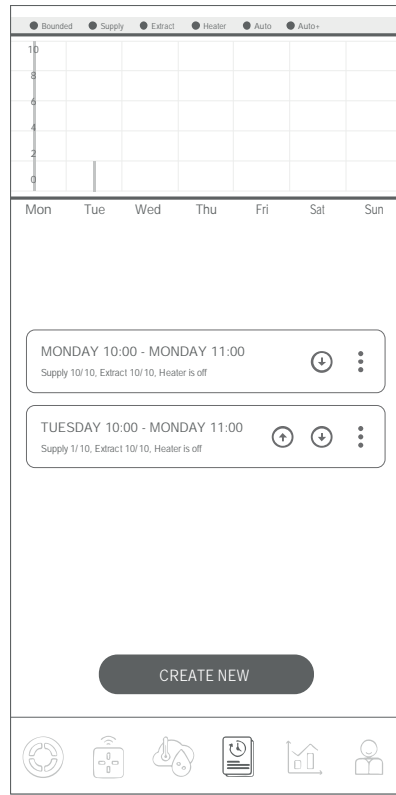 Bounded Supply Extract Heater Auto Auto+
10
8
6
4
2
0
Mon Tue Wed Thu Fri Sat Sun
MONDAY 10:00 - MONDAY 11:00
Supply 10/10, Extract 10/10, Heater is off
TUESDAY 10:00 - MONDAY 11:00
Supply 1/10, Extract 10/10, Heater is off
CREATE NEW